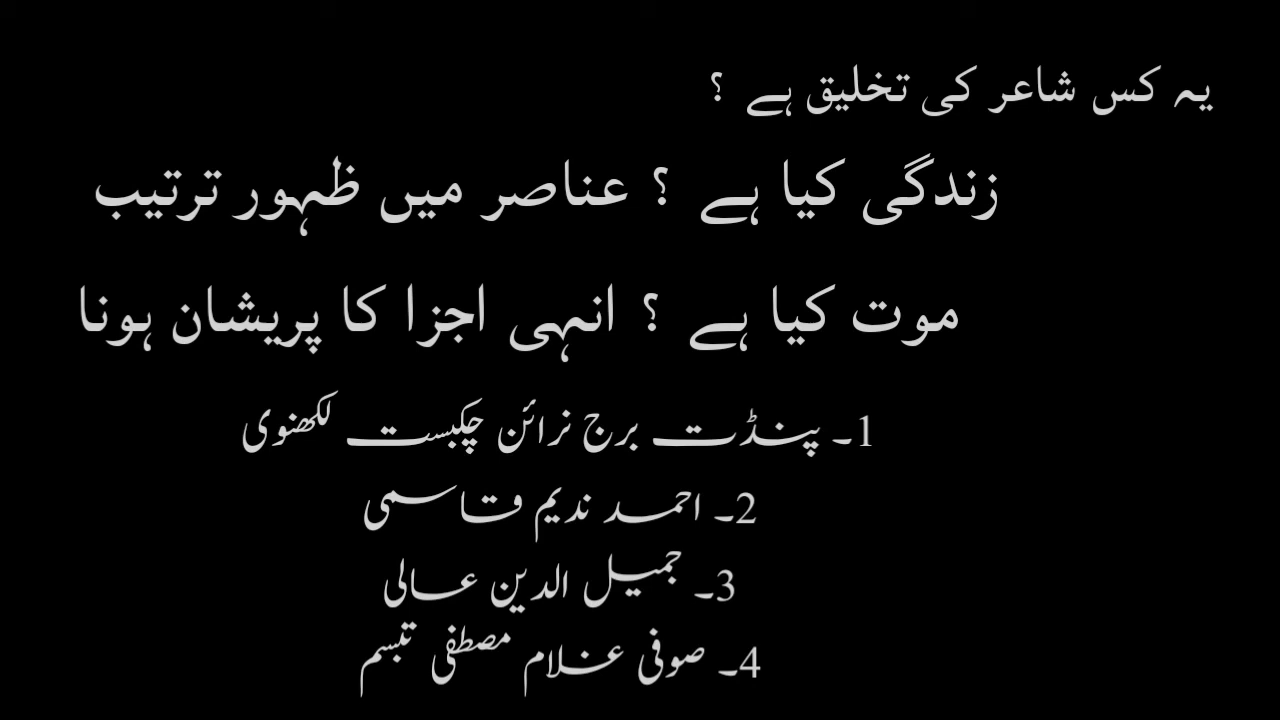 یہ کس شاعر کی تخلیق ہے ؟
زندگی کیا ہے ؟ عناصر میں ظہور ترتیب
موت کیا ہے ؟ انہی اجزا کا پریشان ہونا
1۔ پنڈت برج نرائن چکبست لکھنوی
2۔ احمد ندیم قاسمی
3۔ جمیل الدین عالی
4۔ صوفی غلام مصطفی تبسم